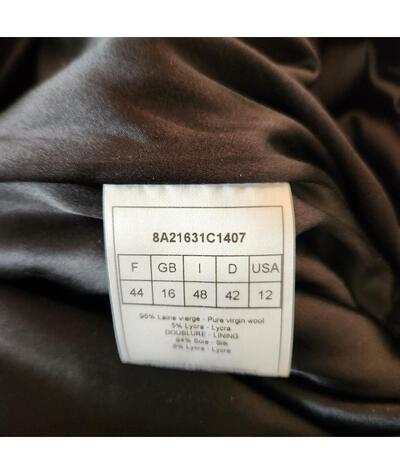 8A21631C1407
F GB I D USA
44 16 48 42 12
95% Laine vierge - Pure virgin wool
5% Lycra - Lycra
DOUBLURE - LINING
94% Soie - Silk
6% Lycra - Lycra